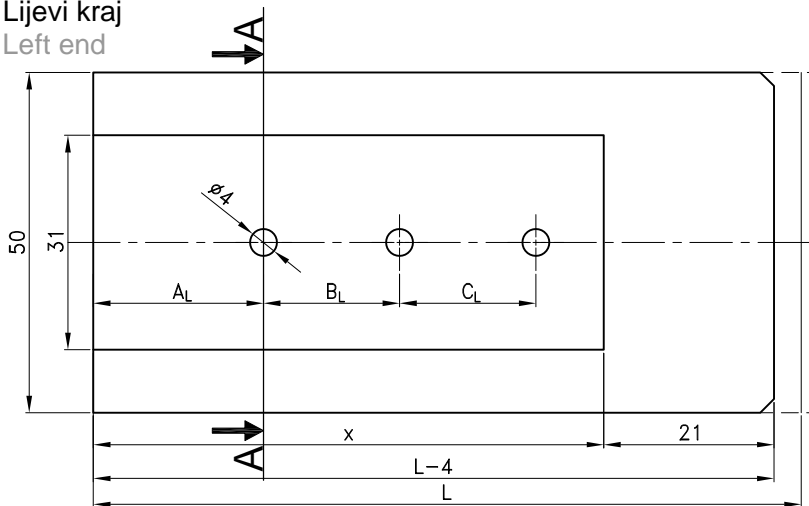 Lijevi kraj
Left end
A
ø4
50
31
AL
BL
CL
x
21
A
L-4
L